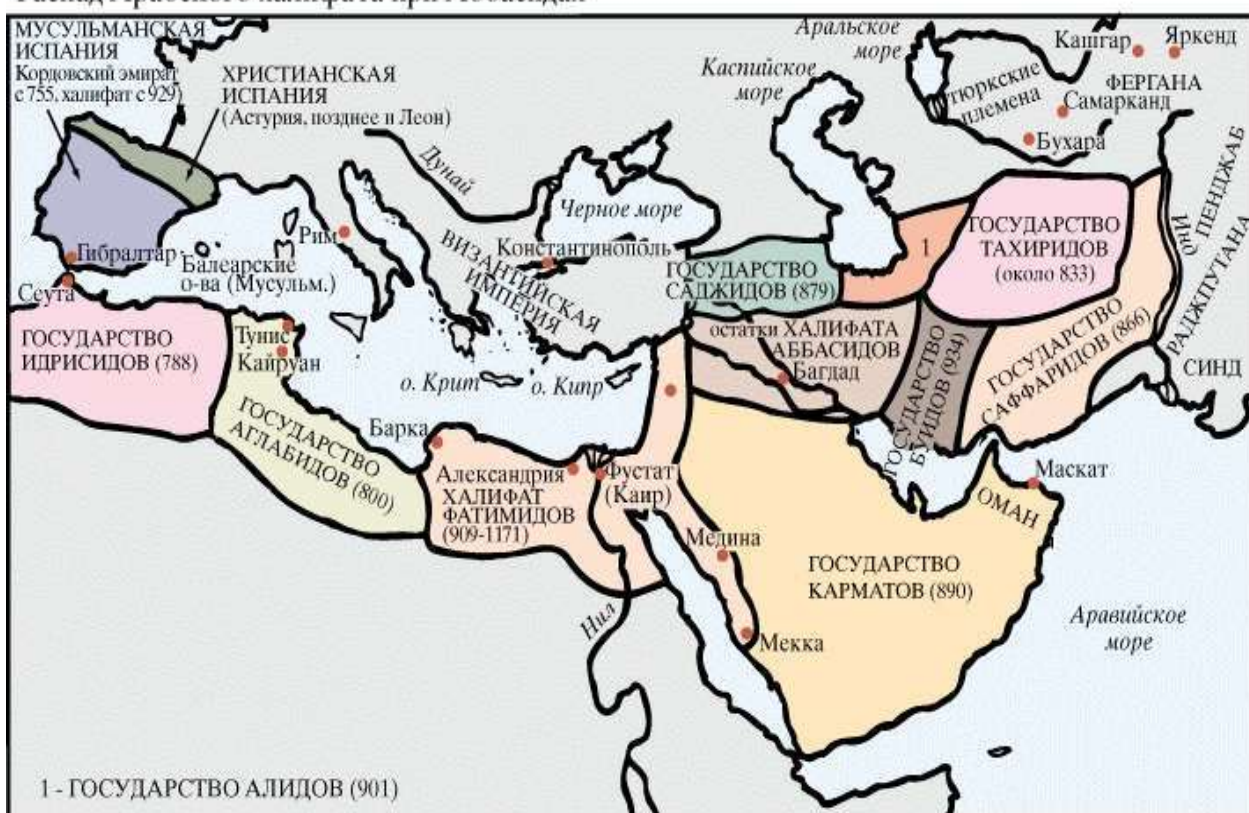 МУСУЛЬМАНСКАЯ
ИСПАНИЯ
Кордовский эмират
с 755, халифат с 929)
ХРИСТИАНСКАЯ
ИСПАНИЯ
(Астурия, позднее и Леон)
Дунай
Аральское
море
Каспийское
море
Кашгар
Яркенд
ФЕРГАНА
тюркские
племена
Самарканд
Бухара
ПЕНДЖАБ
Инд
РАДЖПУТАНА
СИНД
Черное море
Рим
Константинополь
ВИЗАНТИЙСКАЯ
ИМПЕРИЯ
Гибралтар
Балеарские
о-ва (Мусульм.)
Сеута
1
ГОСУДАРСТВО
ТАХИРИДОВ
(около 833)
ГОСУДАРСТВО
САДЖИДОВ (879)
остатки ХАЛИФАТА
АББАСИДОВ
Багдад
ГОСУДАРСТВО
БУИДОВ (934)
ГОСУДАРСТВО
САФФАРИДОВ (866)
ГОСУДАРСТВО
ИДРИСИДОВ (788)
Тунис
Кайруан
ГОСУДАРСТВО
АГЛАБИДОВ
(800)
о. Крит
о. Кипр
Барка
Александрия
ХАЛИФАТ
ФАТИМИДОВ
(909-1171)
Фустат
(Каир)
Нил
Медина
Мекка
ГОСУДАРСТВО
КАРМАТОВ (890)
Маскат
ОМАН
Аравийское
море
1 - ГОСУДАРСТВО АЛИДОВ (901)